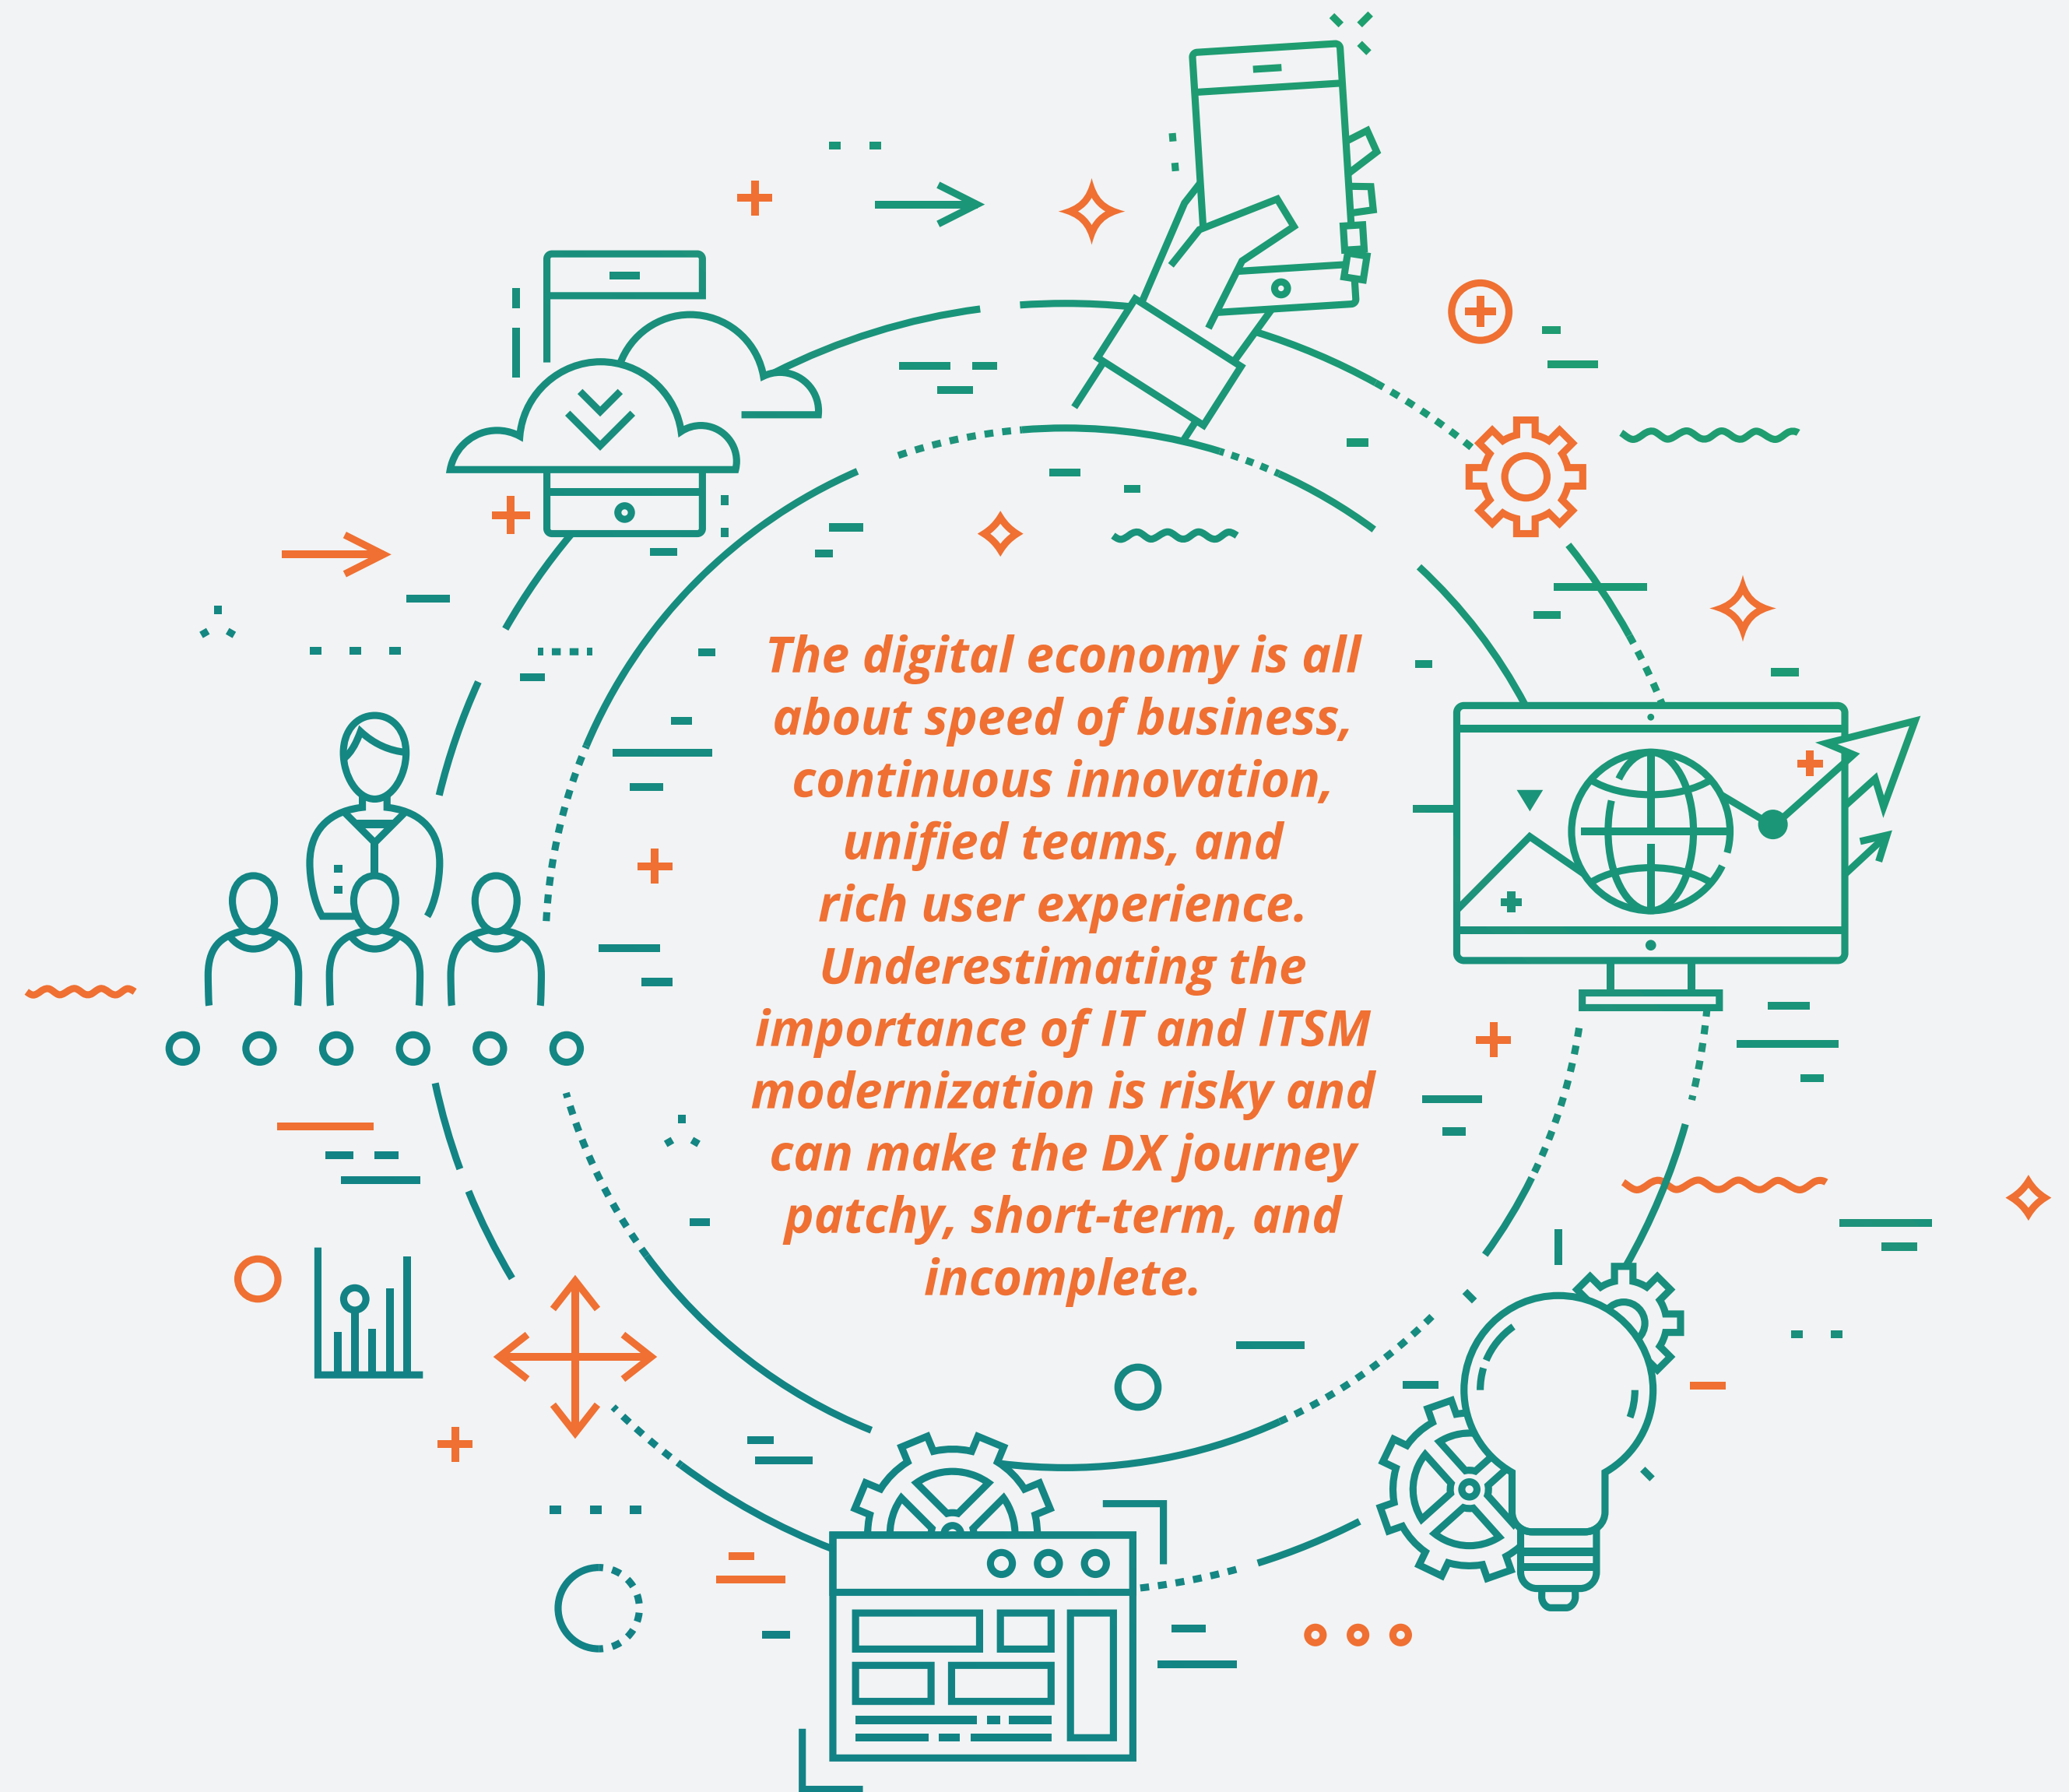 The digital economy is all
about speed of business,
continuous innovation,
unified teams, and
rich user experience.
Underestimating the
importance of IT and ITSM
modernization is risky and
can make the DX journey
patchy, short-term, and
incomplete.